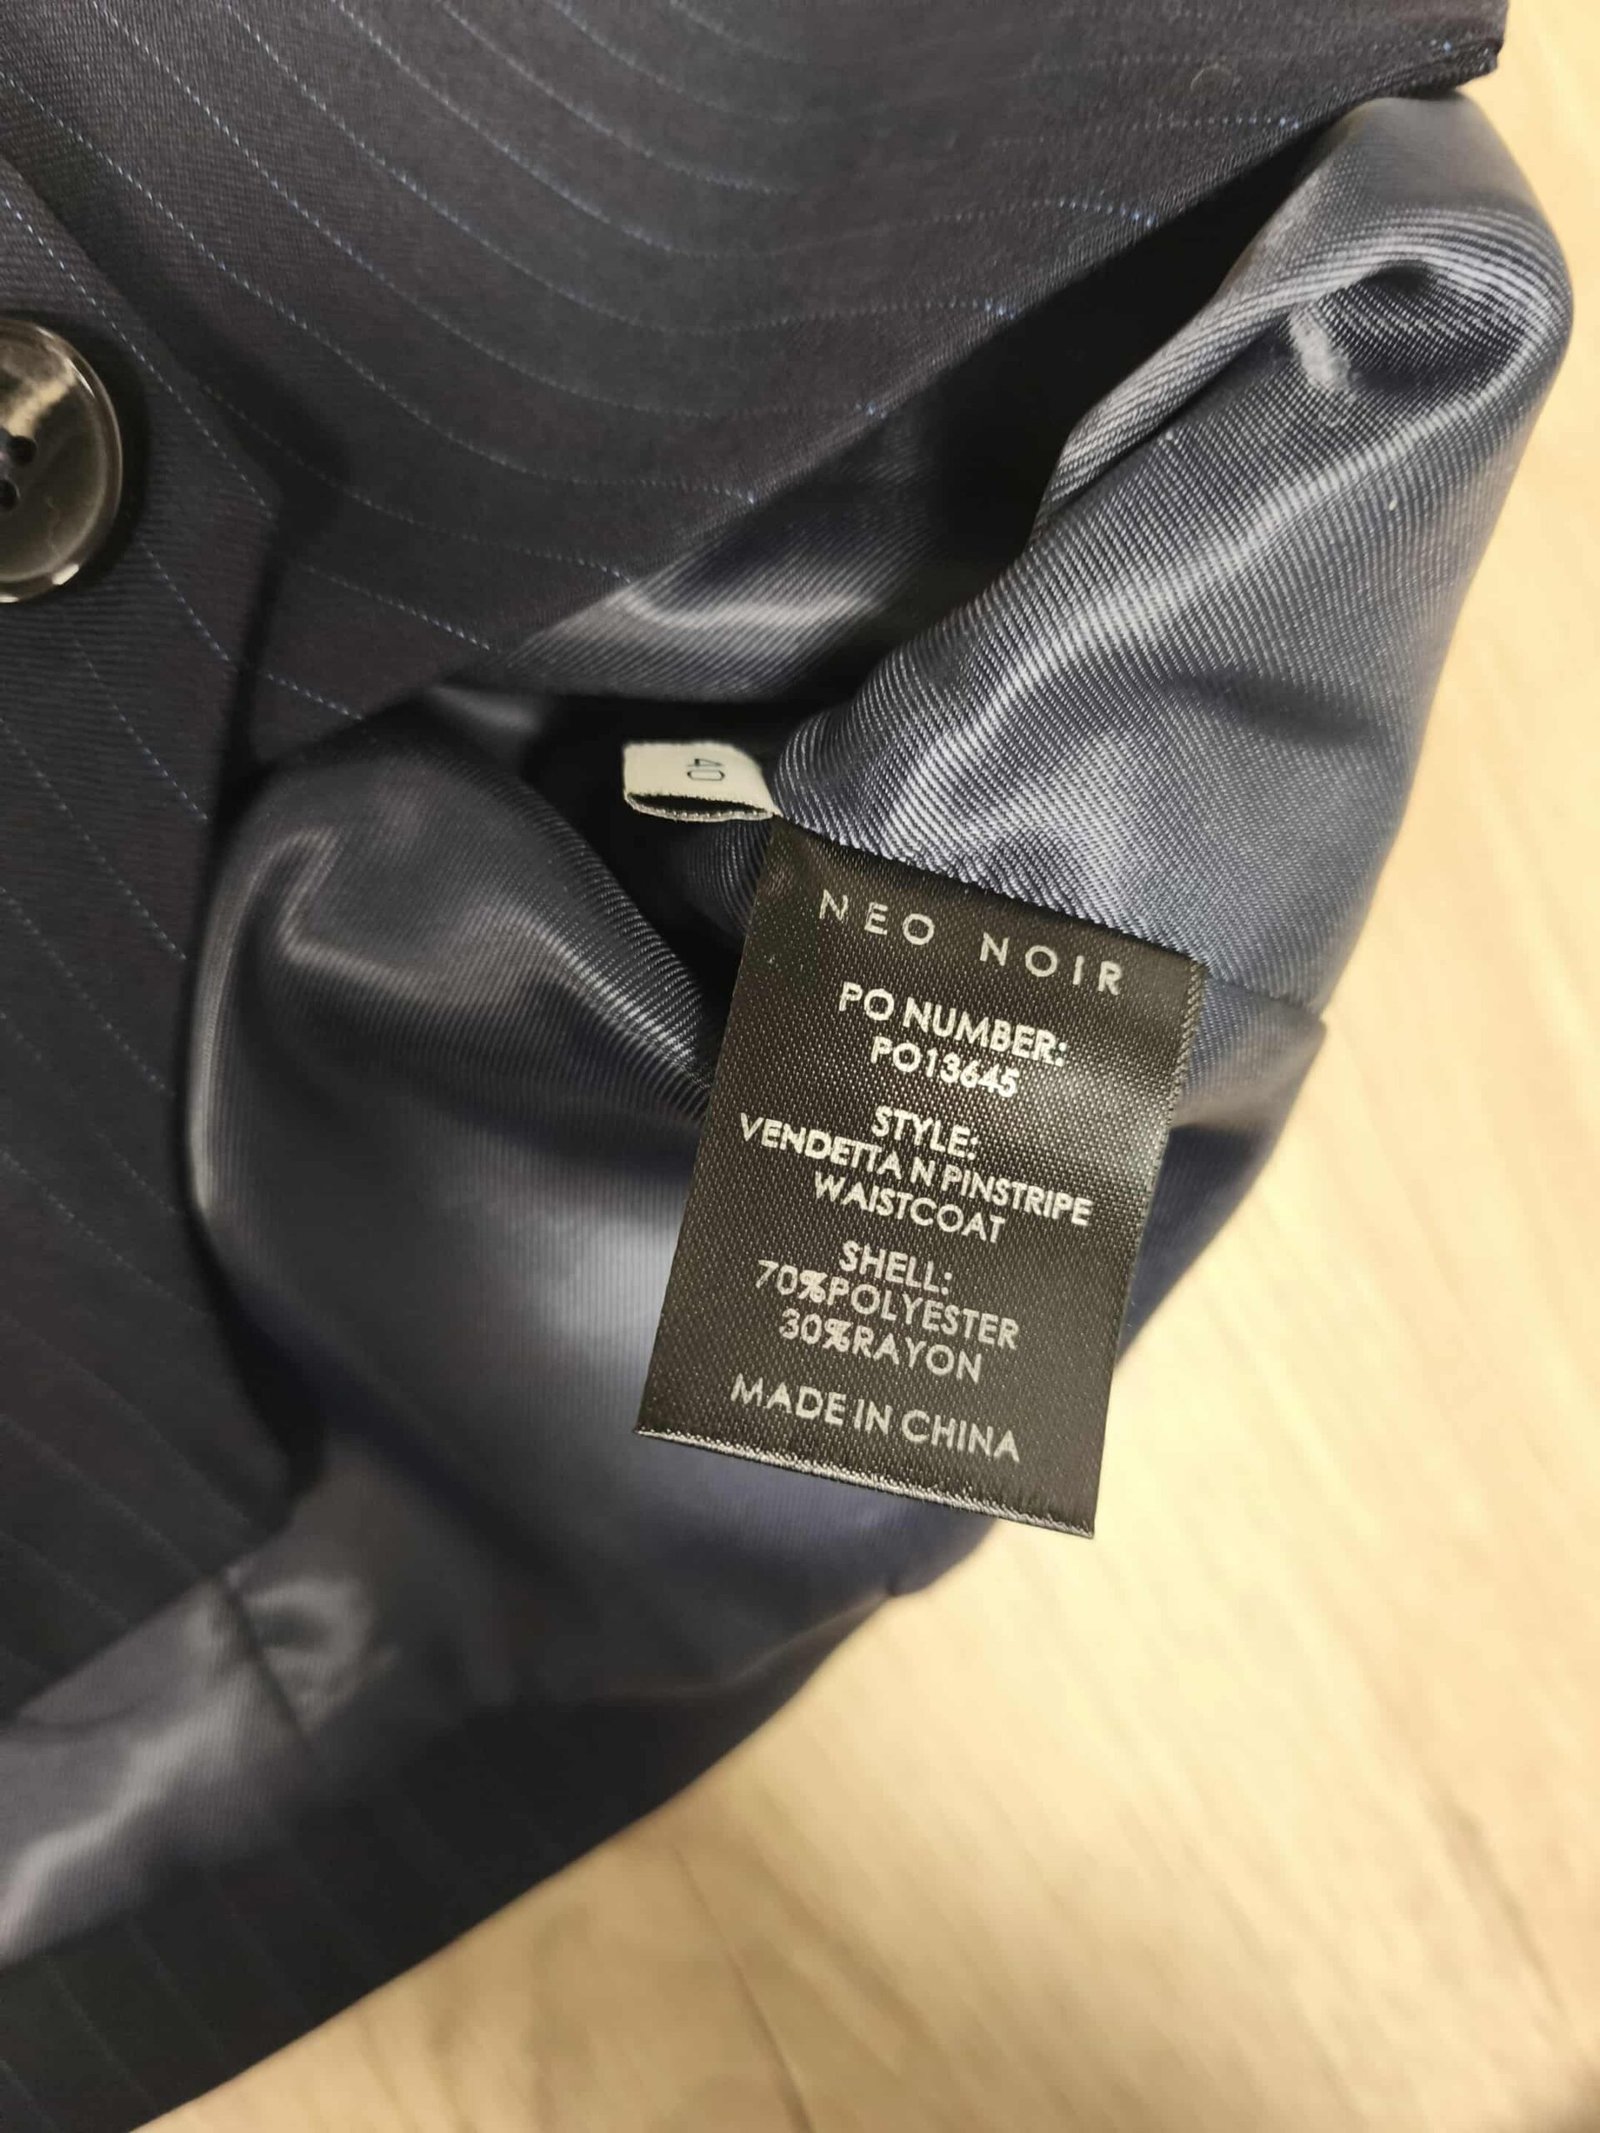 40
NEO NOIR
PO NUMBER:
PO13645
STYLE:
VENDETTA N PINSTRIPE
WAISTCOAT
SHELL:
70%POLYESTER
30%RAYON
MADE IN CHINA